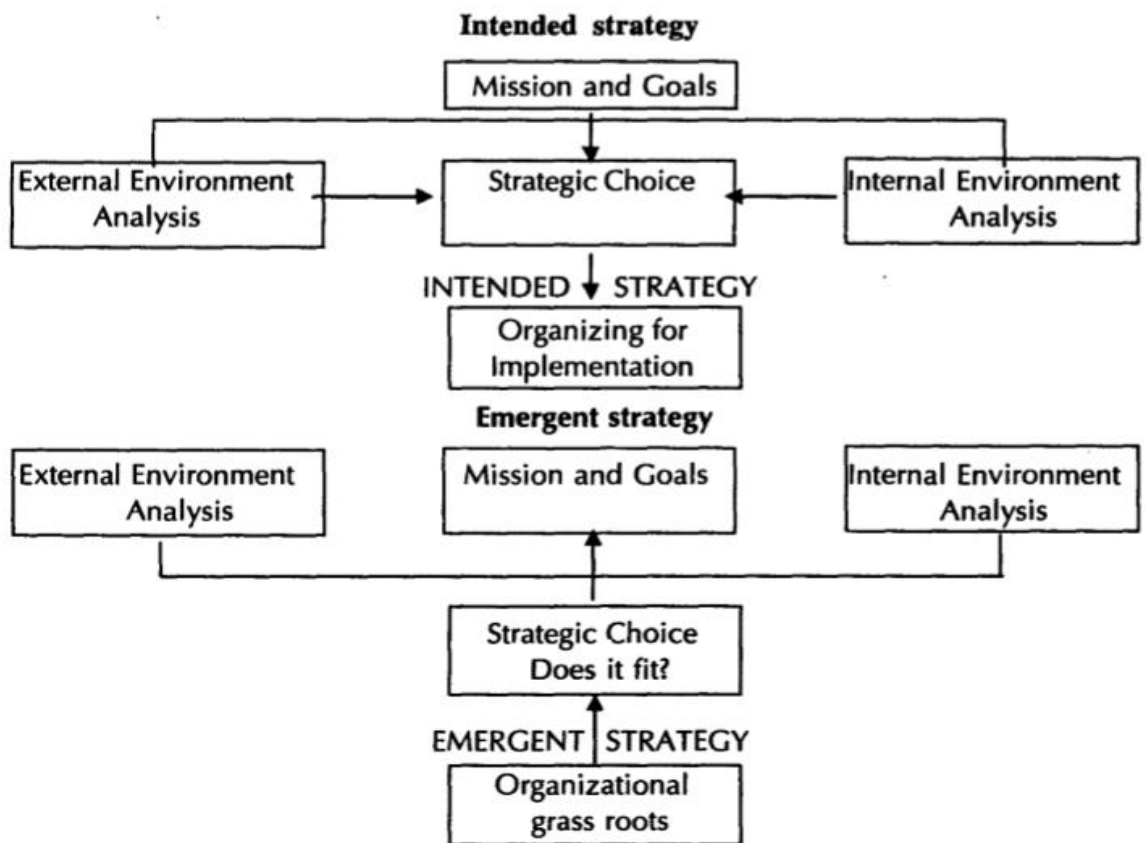 Intended strategy
Mission and Goals
External Environment
Analysis
Strategic Choice
Internal Environment
Analysis
INTENDED STRATEGY
Organizing for
Implementation
Emergent strategy
External Environment
Analysis
Mission and Goals
Internal Environment
Analysis
Strategic Choice
Does it fit?
EMERGENT STRATEGY
Organizational
grass roots